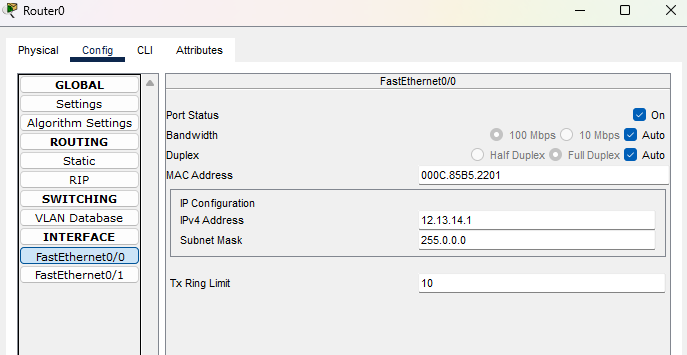 Router0
Physical Config CLI Attributes
GLOBAL
Settings
Algorithm Settings
ROUTING
Static
RIP
SWITCHING
VLAN Database
INTERFACE
FastEthernet0/0
FastEthernet0/1
FastEthernet0/0
Port Status On
Bandwidth 100 Mbps 10 Mbps Auto
Duplex Half Duplex Full Duplex Auto
MAC Address 000C.85B5.2201
IP Configuration
IPv4 Address 12.13.14.1
Subnet Mask 255.0.0.0
Tx Ring Limit 10